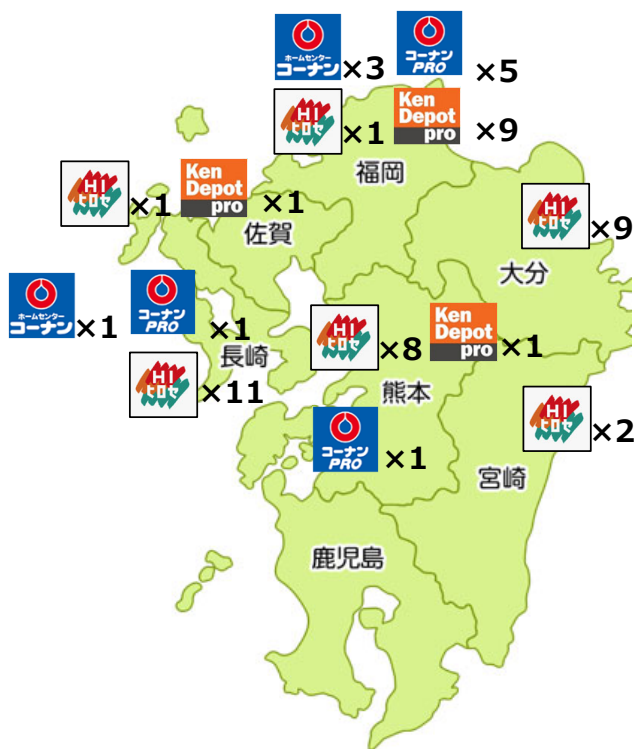 ホームセンター
コーナン ×3
コーナン
PRO ×5
HI
ヒロセ ×1
Ken
Depot
pro ×9
福岡
HI
ヒロセ ×1
Ken
Depot
pro ×1
佐賀
HI
ヒロセ ×9
大分
ホームセンター
コーナン ×1
コーナン
PRO ×1
長崎
HI
ヒロセ ×11
HI
ヒロセ ×8
Ken
Depot
pro ×1
熊本
コーナン
PRO ×1
HI
ヒロセ ×2
宮崎
鹿児島